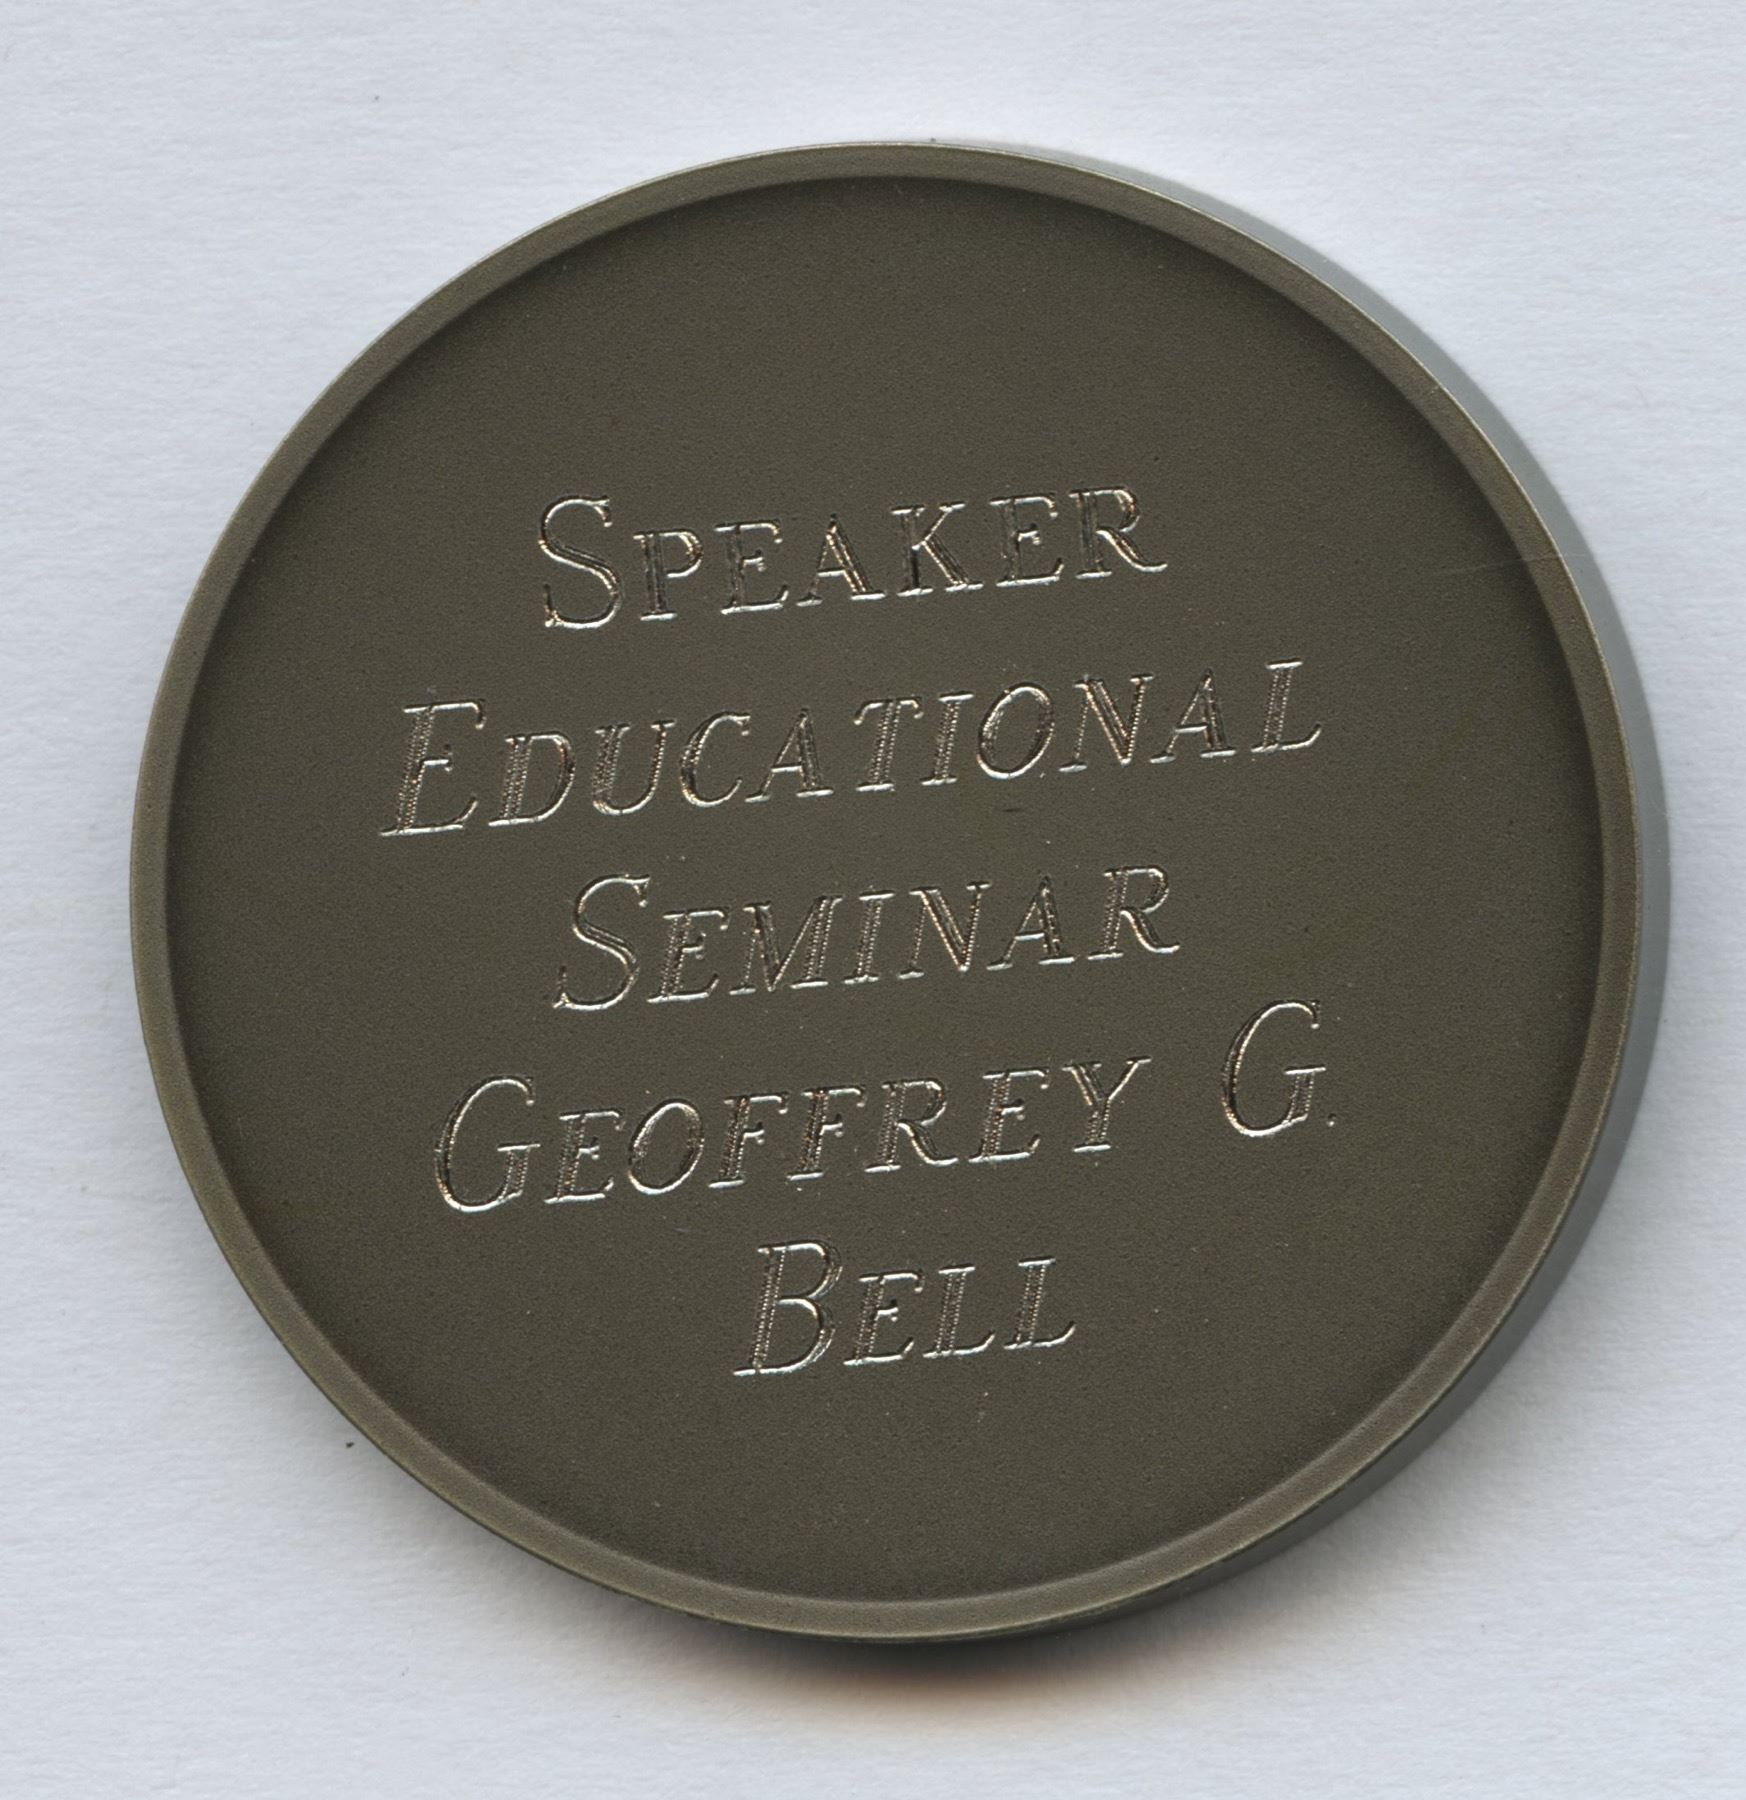 SPEAKER
EDUCATIONAL
SEMINAR
GEOFFREY G.
BELL